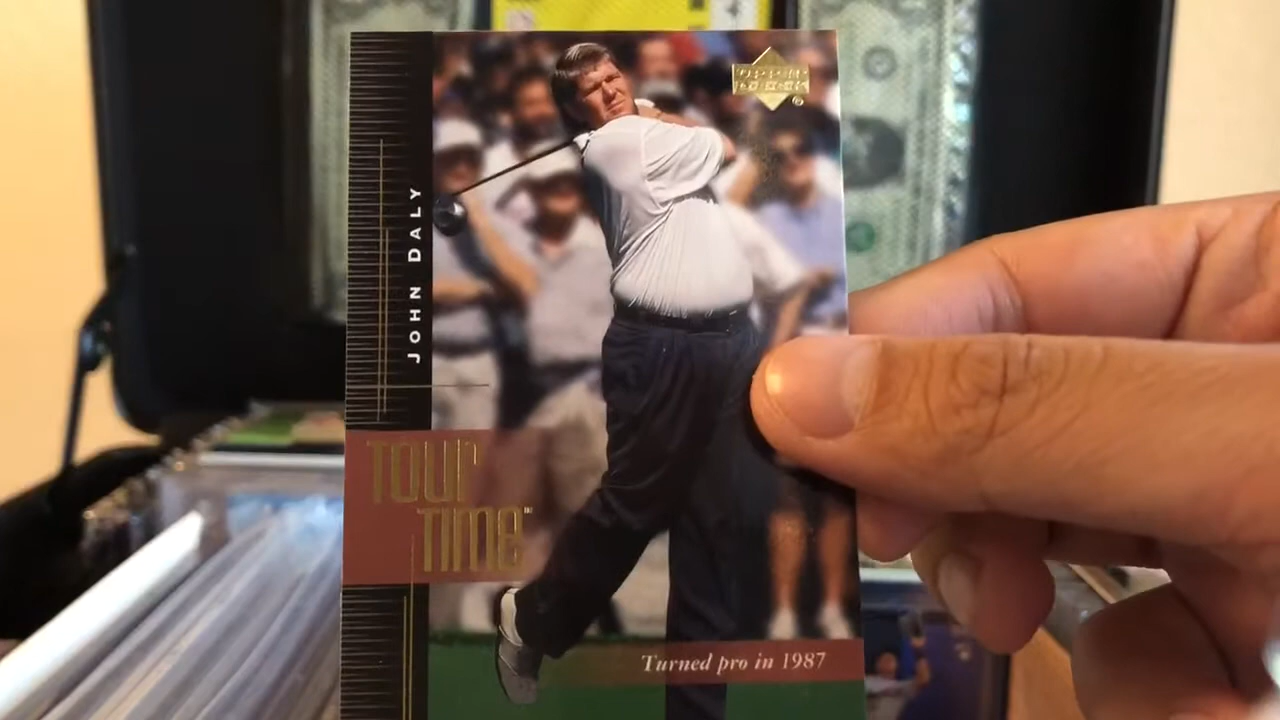 UPPER
DECK
JOHN DALY
TOUR
TIME
Turned pro in 1987